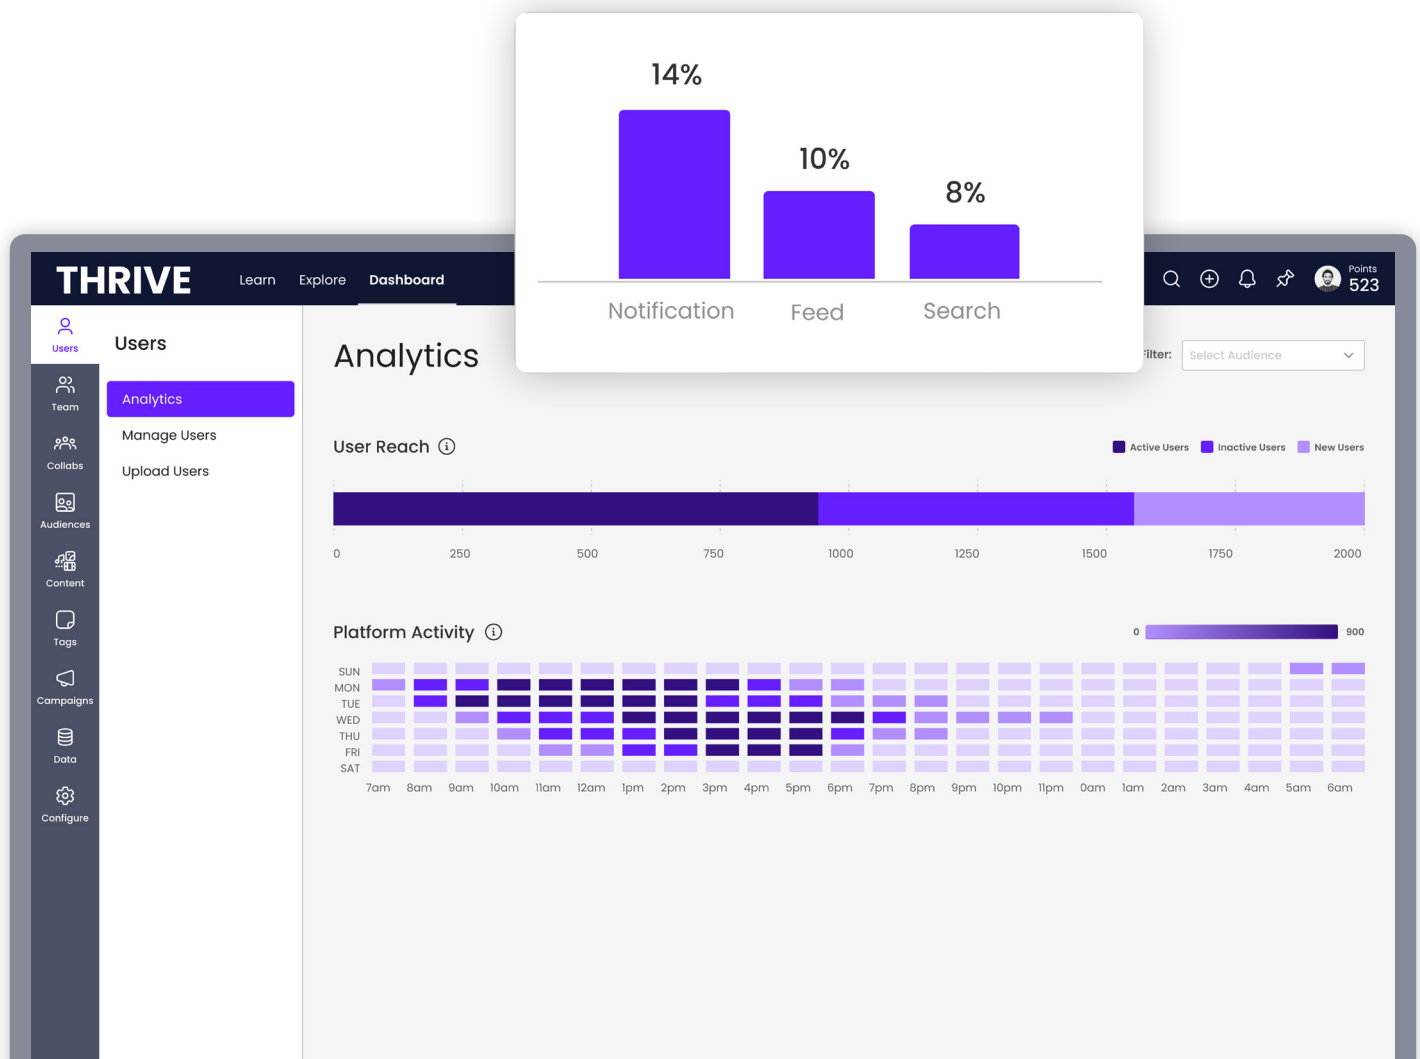 14%
10%
8%
Notification
Feed
Search
THRIVE
Learn
Explore
Dashboard
Points
523
Users
Team
Collabs
Audiences
Content
Tags
Campaigns
Data
Configure
Users
Analytics
Manage Users
Upload Users
Analytics
Filter:
Select Audience
User Reach
Active Users
Inactive Users
New Users
0 250 500 750 1000 1250 1500 1750 2000
Platform Activity
0
900
SUN
MON
TUE
WED
THU
FRI
SAT
7am 8am 9am 10am 11am 12am 1pm 2pm 3pm 4pm 5pm 6pm 7pm 8pm 9pm 10pm 11pm 0am 1am 2am 3am 4am 5am 6am